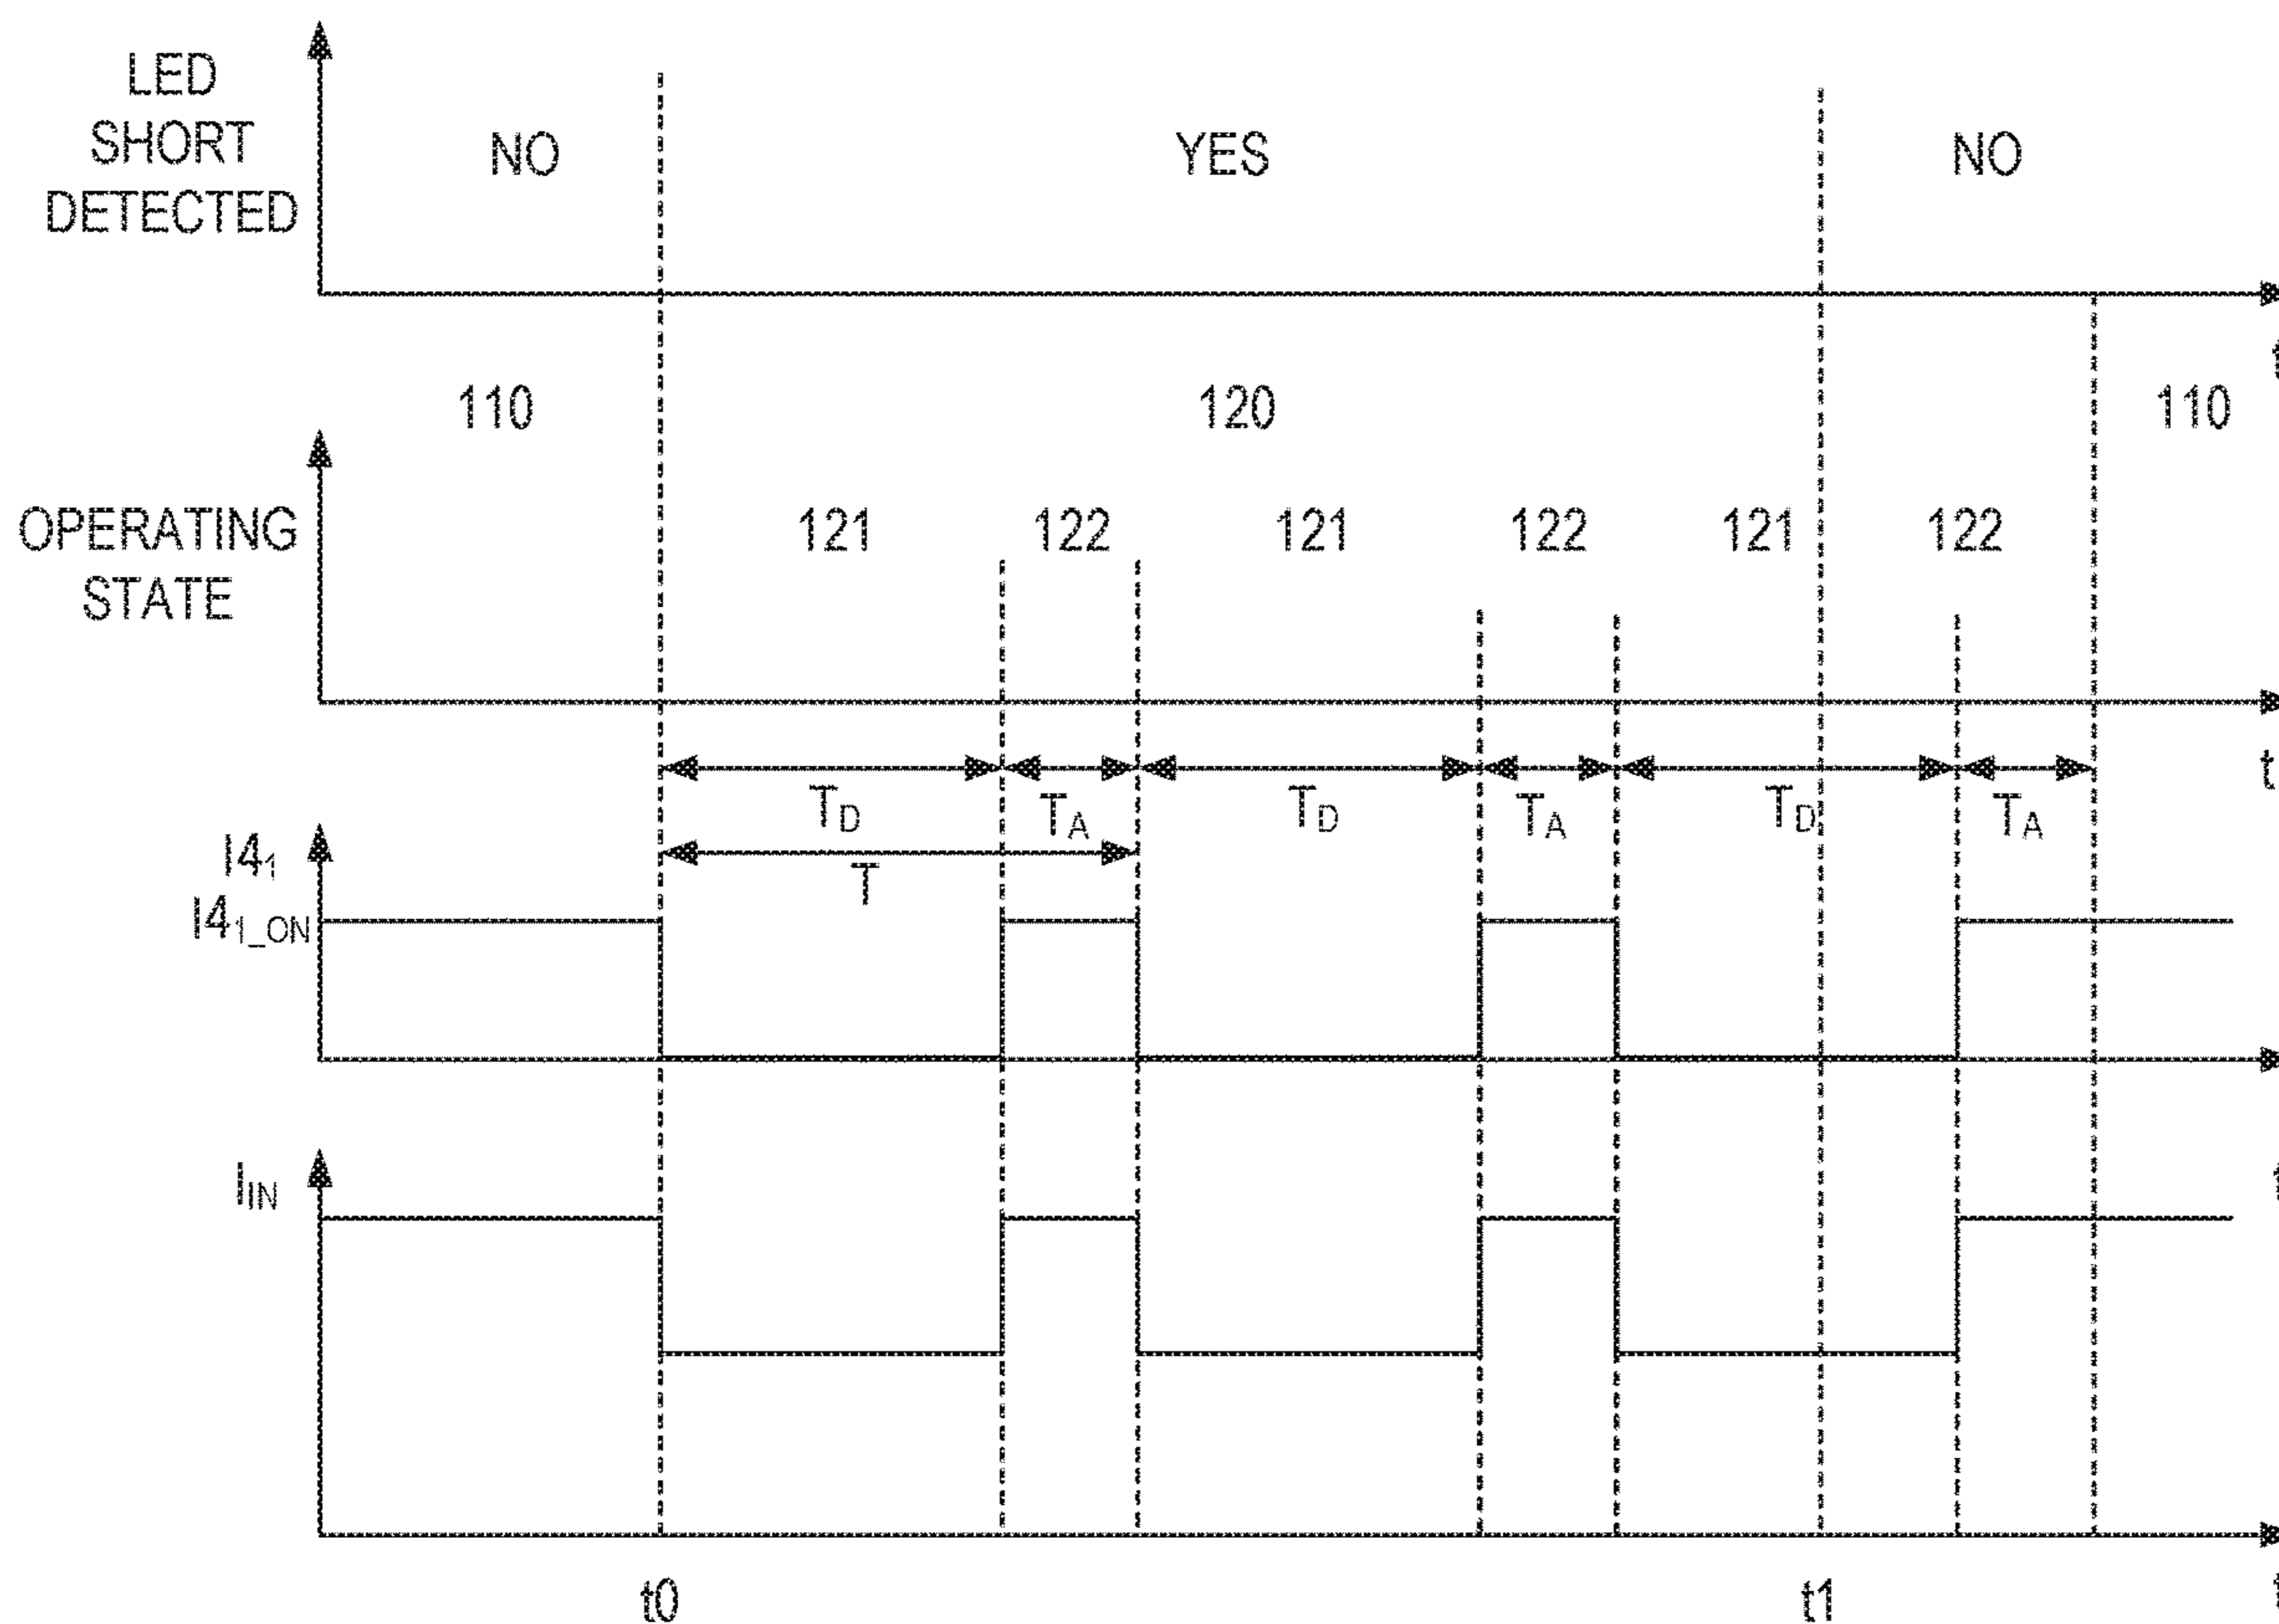 LED
SHORT
DETECTED
NO YES NO
t
110 120 110
OPERATING
STATE
121 122 121 122 121 122
t
T_D T_A T_D T_A T_D T_A
T
I4_1
I4_1_ON
t
I_IN
t0 t1 t